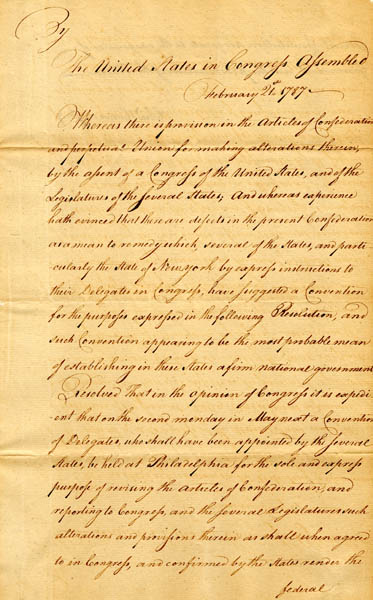 By
The United States in Congress Assembled
February 21st 1787
Whereas there is provision in the Articles of Confederation
and perpetual Union for making alterations therein,
by the assent of a Congress of the United States, and of the
Legislatures of the several States; And whereas experience
hath evinced that there are defects in the present Confederation
as a mean to remedy which, several of the States, and parti-
cularly the State of New york by express instructions to
their Delegates in Congress, have suggested a Convention
for the purposes expressed in the following Resolution, and
such Convention appearing to be the most probable mean
of establishing in these States a firm national government
Resolved That in the opinion of Congress it is expedi-
ent that on the second monday in May next a Convention
of Delegates, who shall have been appointed by the several
States, be held at Philadelphia for the sole and express
purpose of revising the Articles of Confederation, and
reporting to Congress, and the several Legislatures such
alterations and provisions therein as shall when agreed
to in Congress, and confirmed by the States render the
federal